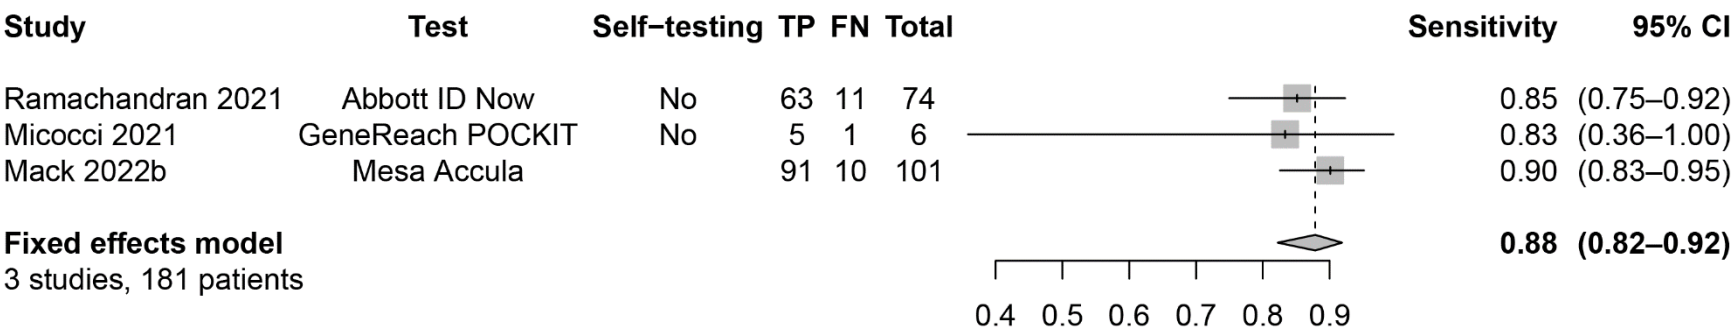 Study Test Self−testing TP FN Total Sensitivity 95% CI
Ramachandran 2021 Abbott ID Now No 63 11 74 0.85 (0.75–0.92)
Micocci 2021 GeneReach POCKIT No 5 1 6 0.83 (0.36–1.00)
Mack 2022b Mesa Accula 91 10 101 0.90 (0.83–0.95)
Fixed effects model 0.88 (0.82–0.92)
3 studies, 181 patients
0.4 0.5 0.6 0.7 0.8 0.9